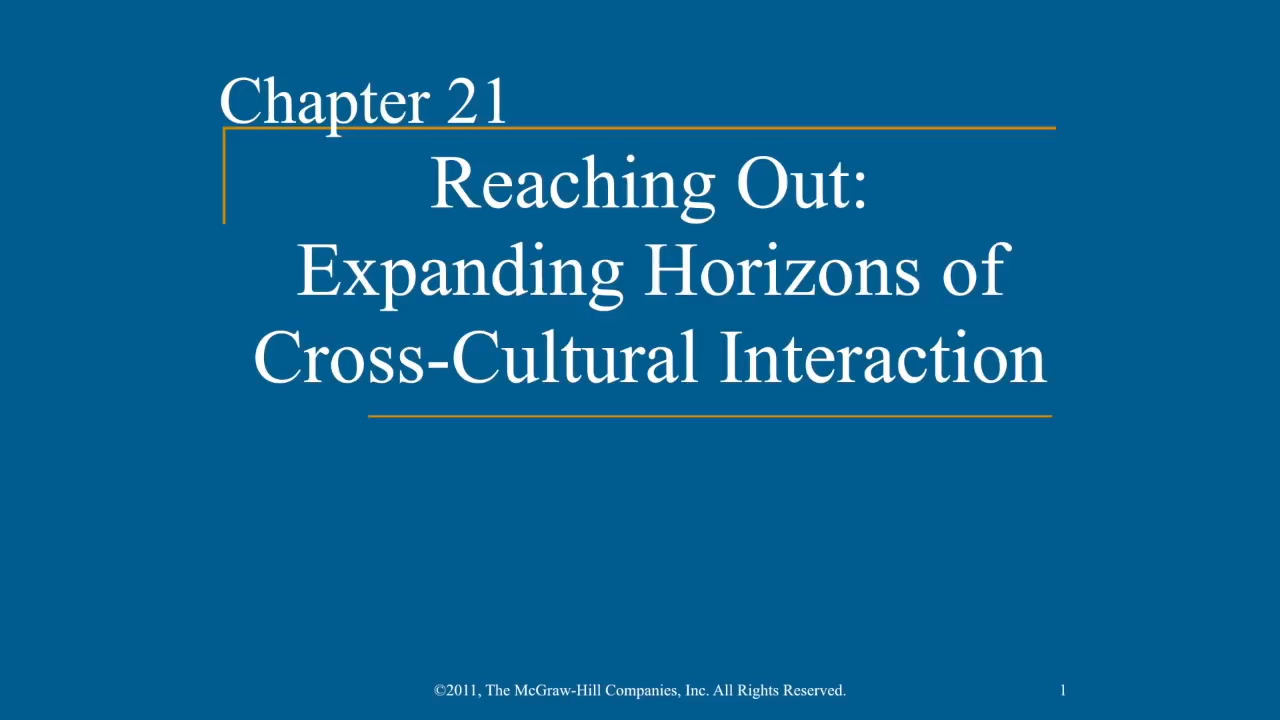 Chapter 21
Reaching Out:
Expanding Horizons of
Cross-Cultural Interaction
©2011, The McGraw-Hill Companies, Inc. All Rights Reserved.
1